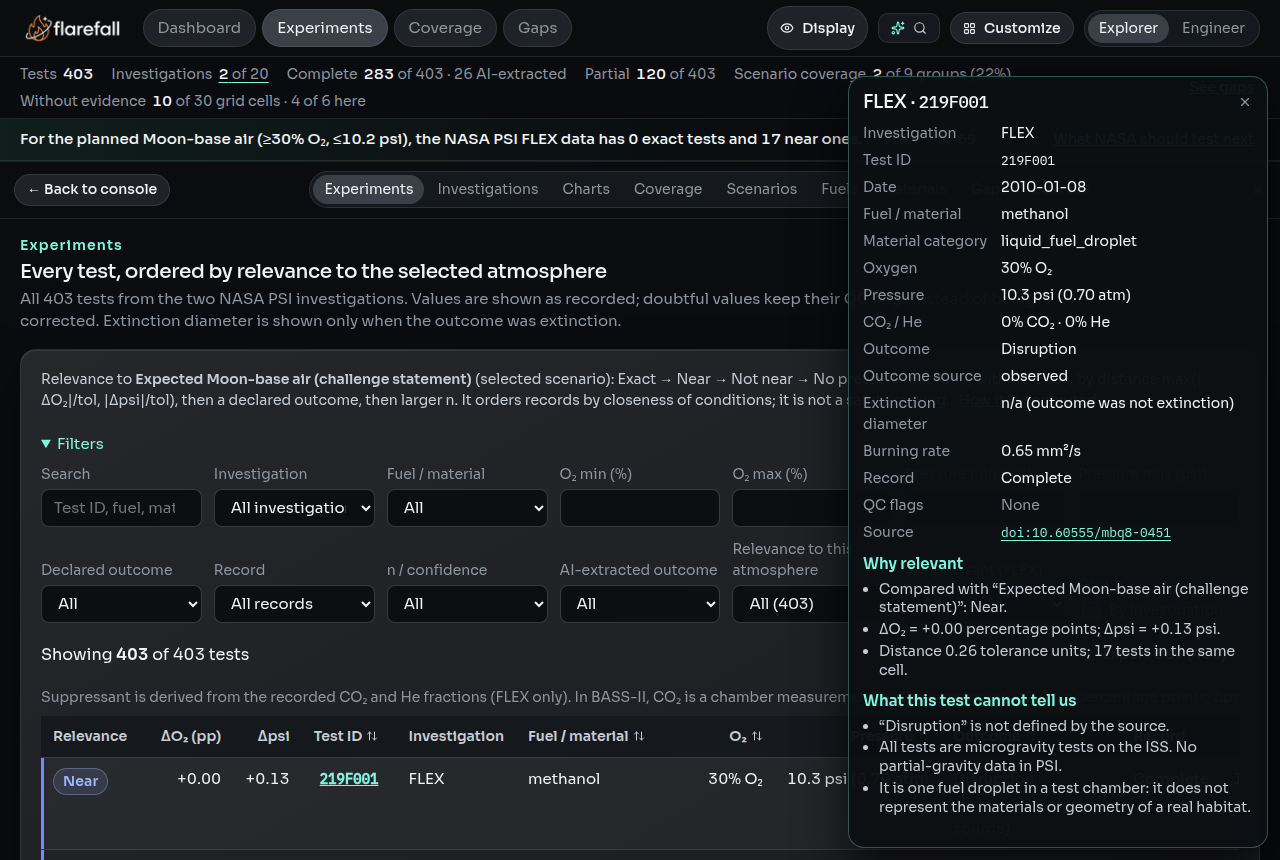 flarefall
Dashboard
Experiments
Coverage
Gaps
Display
Customize
Explorer
Engineer
Tests 403 Investigations 2 of 20 Complete 283 of 403 · 26 AI-extracted Partial 120 of 403 Scenario coverage 2 of 9 groups (22%)
See gaps
Without evidence 10 of 30 grid cells · 4 of 6 here
For the planned Moon-base air (≥30% O₂, ≤10.2 psi), the NASA PSI FLEX data has 0 exact tests and 17 near ones
What NASA should test next
← Back to console
Experiments
Investigations
Charts
Coverage
Scenarios
Experiments
Every test, ordered by relevance to the selected atmosphere
All 403 tests from the two NASA PSI investigations. Values are shown as recorded; doubtful values keep their
corrected. Extinction diameter is shown only when the outcome was extinction.
Relevance to Expected Moon-base air (challenge statement) (selected scenario): Exact → Near → Not near → No
by distance max(|
ΔO₂|/tol, |Δpsi|/tol), then a declared outcome, then larger n. It orders records by closeness of conditions; it is not a
▼ Filters
Search
Investigation
Fuel / material
O₂ min (%)
O₂ max (%)
Test ID, fuel, mat
All investigatio
All
Declared outcome
Record
n / confidence
AI-extracted outcome
Relevance to this
atmosphere
All
All records
All
All
All (403)
Showing 403 of 403 tests
Suppressant is derived from the recorded CO₂ and He fractions (FLEX only). In BASS-II, CO₂ is a chamber
Relevance
ΔO₂ (pp)
Δpsi
Test ID ⇅
Investigation
Fuel / material ⇅
O₂ ⇅
Near
+0.00
+0.13
219F001
FLEX
methanol
30% O₂
10.3 psi
FLEX · 219F001
×
Investigation FLEX
Test ID 219F001
Date 2010-01-08
Fuel / material methanol
Material category liquid_fuel_droplet
Oxygen 30% O₂
Pressure 10.3 psi (0.70 atm)
CO₂ / He 0% CO₂ · 0% He
Outcome Disruption
Outcome source observed
Extinction n/a (outcome was not extinction)
diameter
Burning rate 0.65 mm²/s
Record Complete
QC flags None
Source doi:10.60555/mbq8-0451
Why relevant
• Compared with “Expected Moon-base air (challenge
statement)”: Near.
• ΔO₂ = +0.00 percentage points; Δpsi = +0.13 psi.
• Distance 0.26 tolerance units; 17 tests in the same
cell.
What this test cannot tell us
• “Disruption” is not defined by the source.
• All tests are microgravity tests on the ISS. No
partial-gravity data in PSI.
• It is one fuel droplet in a test chamber: it does not
represent the materials or geometry of a real habitat.